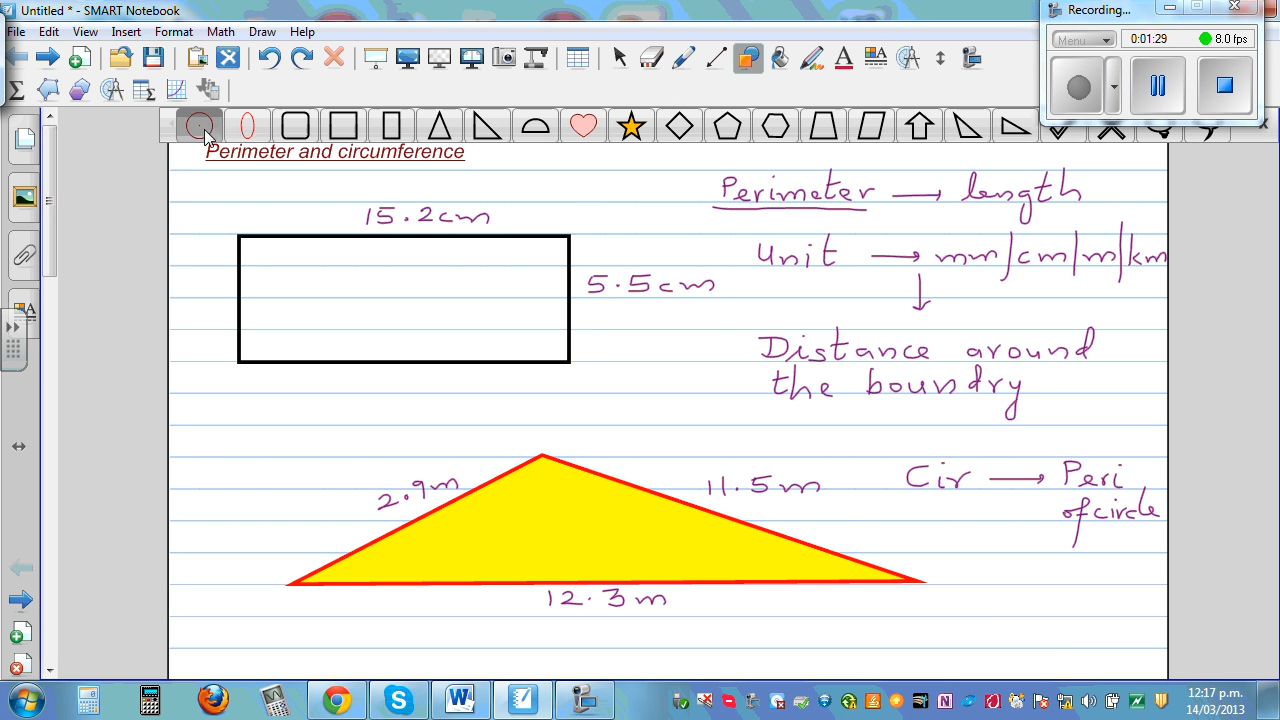 Untitled * - SMART Notebook
Recording...
File Edit View Insert Format Math Draw Help
Menu
0:01:29
8.0 fps
Perimeter and circumference
Perimeter → length
15.2cm
Unit → mm/cm/m/km
5.5cm
Distance around
the boundry
2.9m
11.5m
Cir → Peri
of circle
12.3m
12:17 p.m.
14/03/2013